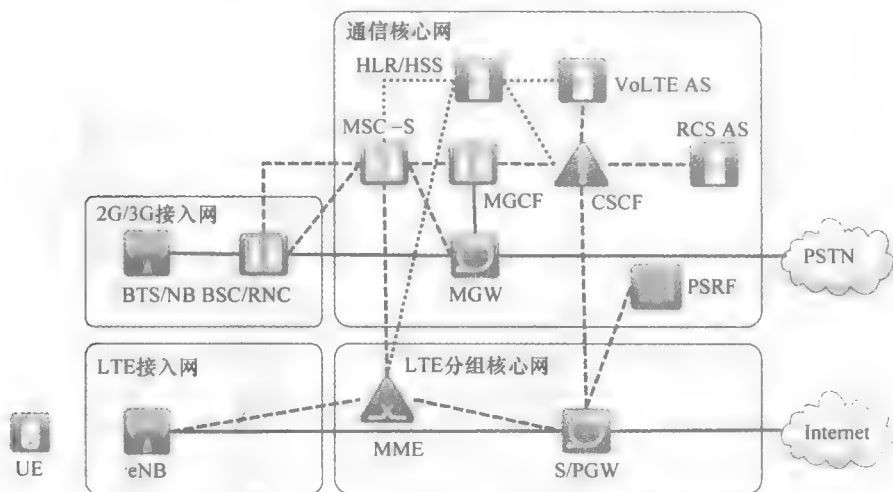 通信核心网
HLR/HSS
VoLTE AS
MSC-S
RCS AS
MGCF
CSCF
2G/3G接入网
PSTN
BTS/NB BSC/RNC
MGW
PSRF
LTE接入网
LTE分组核心网
MME
Internet
UE
eNB
S/PGW